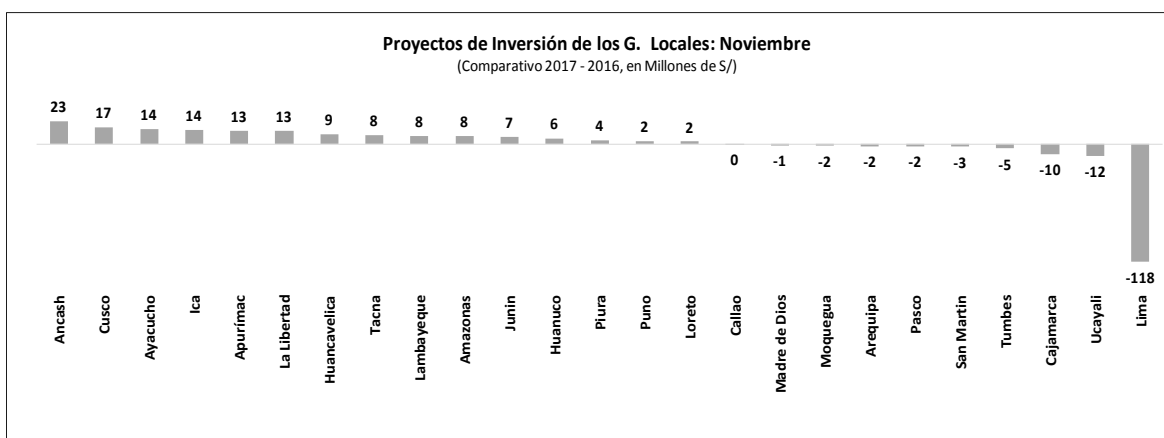 Proyectos de Inversión de los G. Locales: Noviembre
(Comparativo 2017 - 2016, en Millones de S/)
23
17
14
14
13
13
9
8
8
8
7
6
4
2
2
0
-1
-2
-2
-2
-3
-5
-10
-12
-118
Ancash
Cusco
Ayacucho
Ica
Apurímac
La Libertad
Huancavelica
Tacna
Lambayeque
Amazonas
Junin
Huanuco
Piura
Puno
Loreto
Callao
Madre de Dios
Moquegua
Arequipa
Pasco
San Martin
Tumbes
Cajamarca
Ucayali
Lima